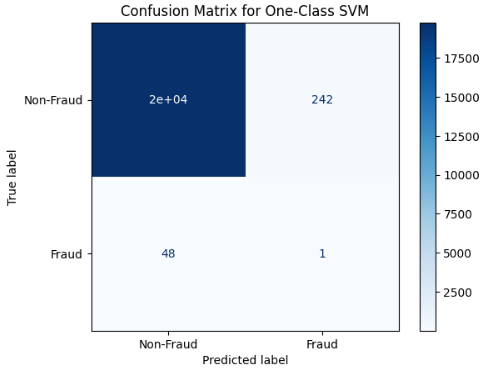 Confusion Matrix for One-Class SVM
True label
Non-Fraud
2e+04
242
Fraud
48
1
Non-Fraud
Fraud
Predicted label
17500
15000
12500
10000
7500
5000
2500